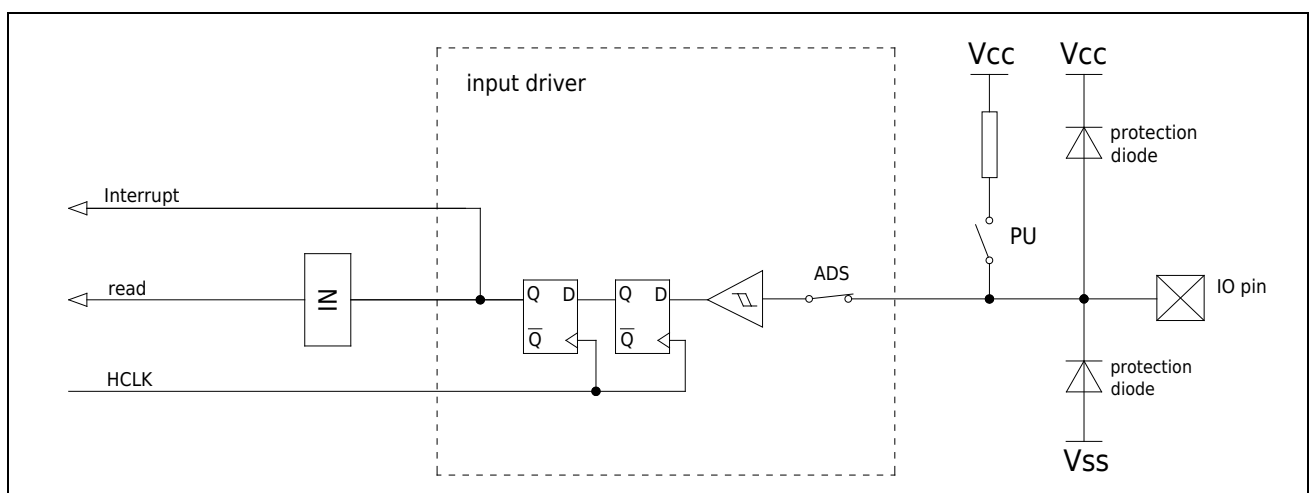 Vcc
Vcc
input driver
protection
diode
Interrupt
PU
ADS
read
IN
Q D
Q D
IO pin
Q̅
Q̅
HCLK
protection
diode
Vss